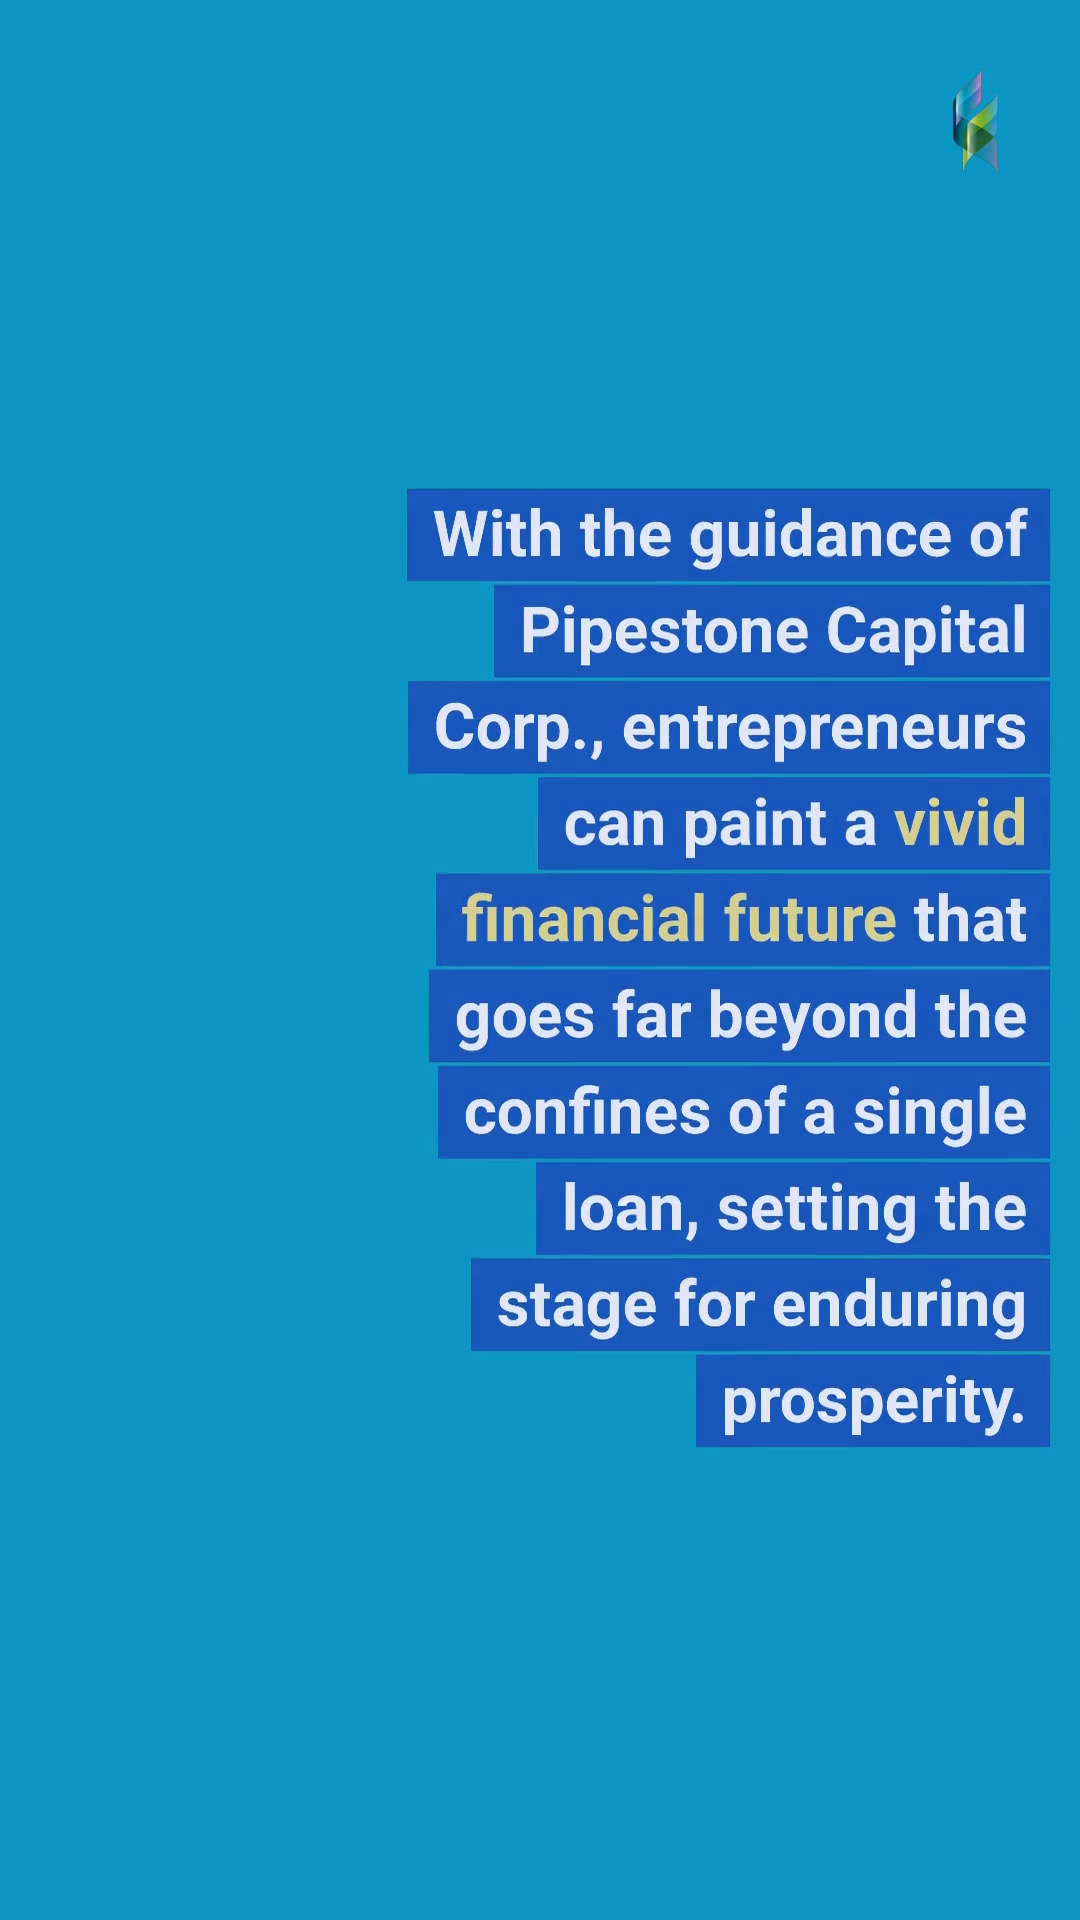 With the guidance of
Pipestone Capital
Corp., entrepreneurs
can paint a vivid
financial future that
goes far beyond the
confines of a single
loan, setting the
stage for enduring
prosperity.